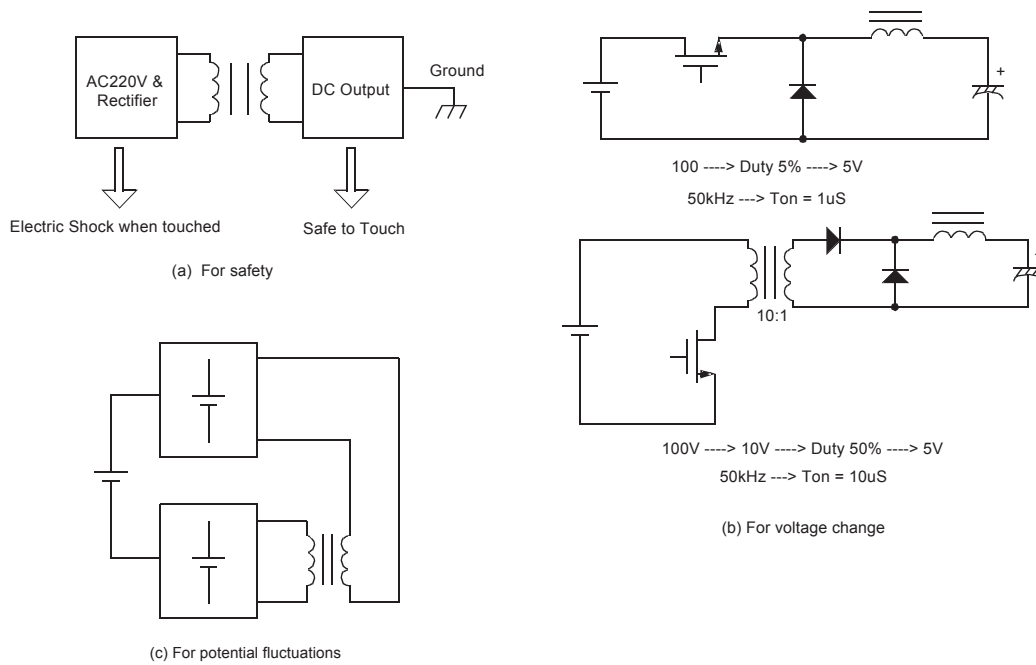 AC220V &
Rectifier
DC Output
Ground
Electric Shock when touched
Safe to Touch
(a) For safety
+
100 ----> Duty 5% ----> 5V
50kHz ---> Ton = 1uS
10:1
+
100V ----> 10V ----> Duty 50% ----> 5V
50kHz ---> Ton = 10uS
(b) For voltage change
(c) For potential fluctuations